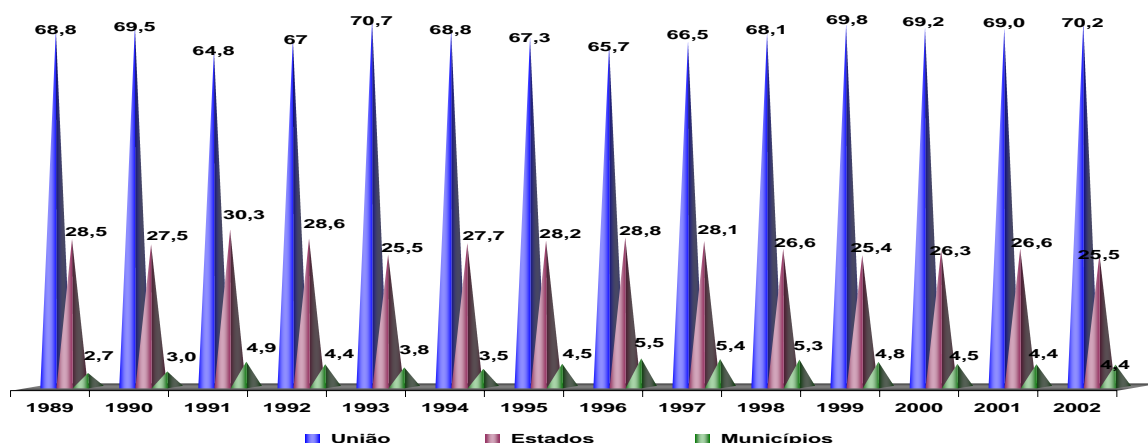 68,8 69,5 64,8 67 70,7 68,8 67,3 65,7 66,5 68,1 69,8 69,2 69,0 70,2
28,5 27,5 30,3 28,6 25,5 27,7 28,2 28,8 28,1 26,6 25,4 26,3 26,6 25,5
2,7 3,0 4,9 4,4 3,8 3,5 4,5 5,5 5,4 5,3 4,8 4,5 4,4 4,4
1989 1990 1991 1992 1993 1994 1995 1996 1997 1998 1999 2000 2001 2002
União Estados Municípios